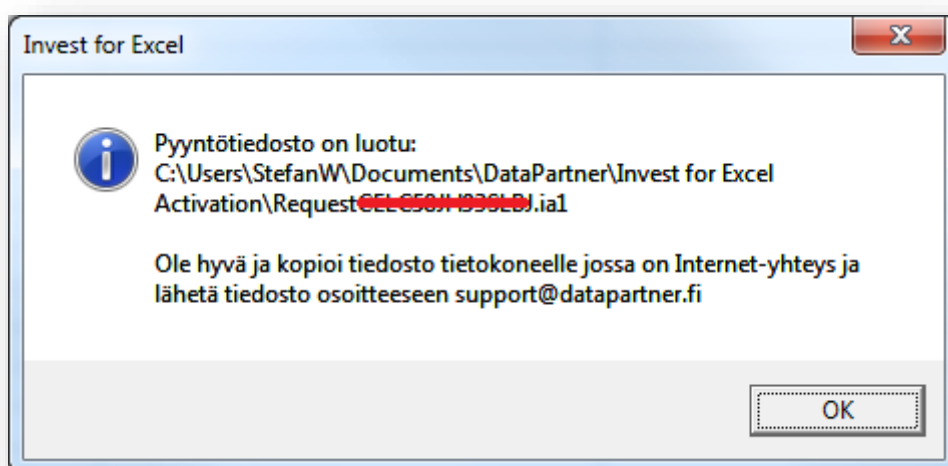 Invest for Excel
Pyyntötiedosto on luotu:
C:\Users\StefanW\Documents\DataPartner\Invest for Excel
Activation\Request .ia1
Ole hyvä ja kopioi tiedosto tietokoneelle jossa on Internet-yhteys ja
lähetä tiedosto osoitteeseen support@datapartner.fi
OK